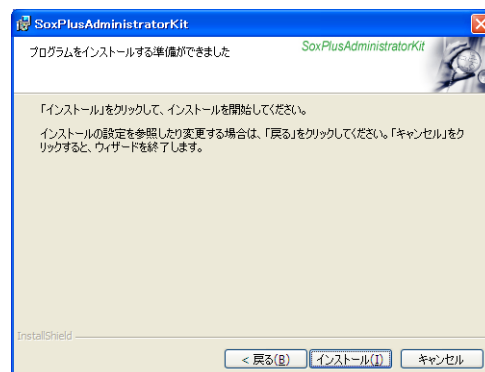 SoxPlusAdministratorKit
プログラムをインストールする準備ができました
SoxPlusAdministratorKit
「インストール」をクリックして、インストールを開始してください。
インストールの設定を参照したり変更する場合は、「戻る」をクリックしてください。「キャンセル」をク
リックすると、ウィザードを終了します。
InstallShield
< 戻る(B)
インストール(I)
キャンセル